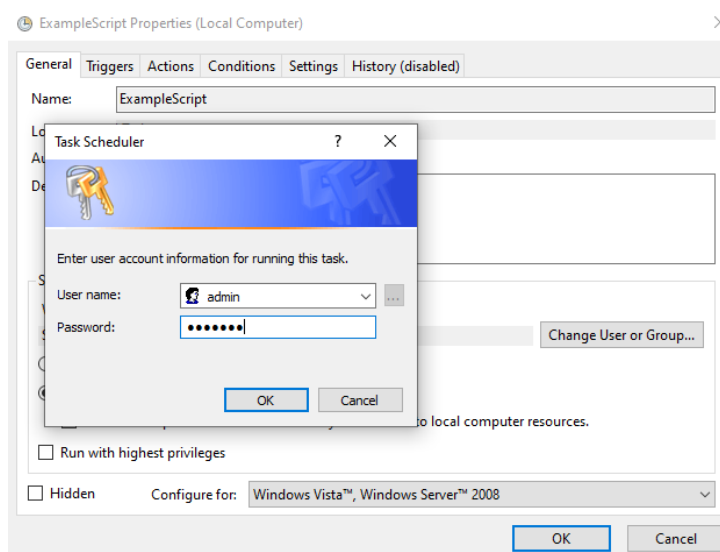 ExampleScript Properties (Local Computer)
General Triggers Actions Conditions Settings History (disabled)
Name: ExampleScript
Task Scheduler ?
Enter user account information for running this task.
User name: admin ...
Password: •••••••
Change User or Group...
OK Cancel
to local computer resources.
Run with highest privileges
Hidden Configure for: Windows Vista™, Windows Server™ 2008
OK Cancel